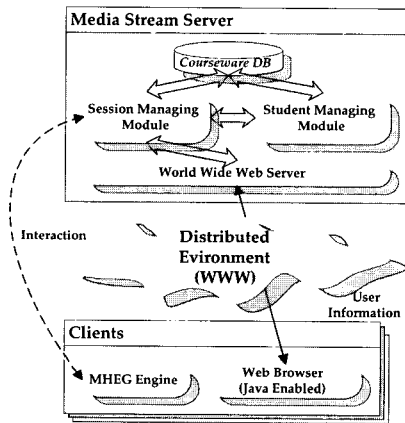 Media Stream Server
Courseware DB
Session Managing
Module
Student Managing
Module
World Wide Web Server
Interaction
Distributed
Evironment
(WWW)
User
Information
Clients
MHEG Engine
Web Browser
(Java Enabled)